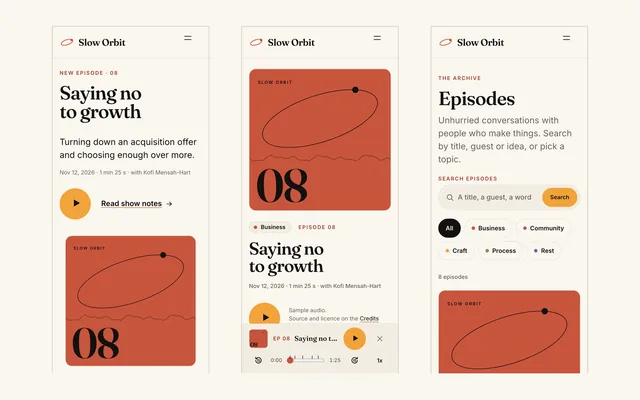 Slow Orbit
NEW EPISODE · 08
Saying no
to growth
Turning down an acquisition offer
and choosing enough over more.
Nov 12, 2026 · 1 min 25 s · with Kofi Mensah-Hart
Read show notes →
SLOW ORBIT
08
Slow Orbit
SLOW ORBIT
08
Business
EPISODE 08
Saying no
to growth
Nov 12, 2026 · 1 min 25 s · with Kofi Mensah-Hart
Sample audio.
Source and licence on the Credits
EP 08 Saying no t...
0:00
1:25
1x
Slow Orbit
THE ARCHIVE
Episodes
Unhurried conversations with
people who make things. Search
by title, guest or idea, or pick a
topic.
SEARCH EPISODES
A title, a guest, a word
Search
All
Business
Community
Craft
Process
Rest
8 episodes
SLOW ORBIT